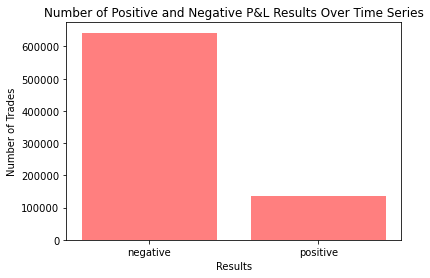 Number of Positive and Negative P&L Results Over Time Series
600000
500000
400000
300000
200000
100000
0
Number of Trades
negative positive
Results